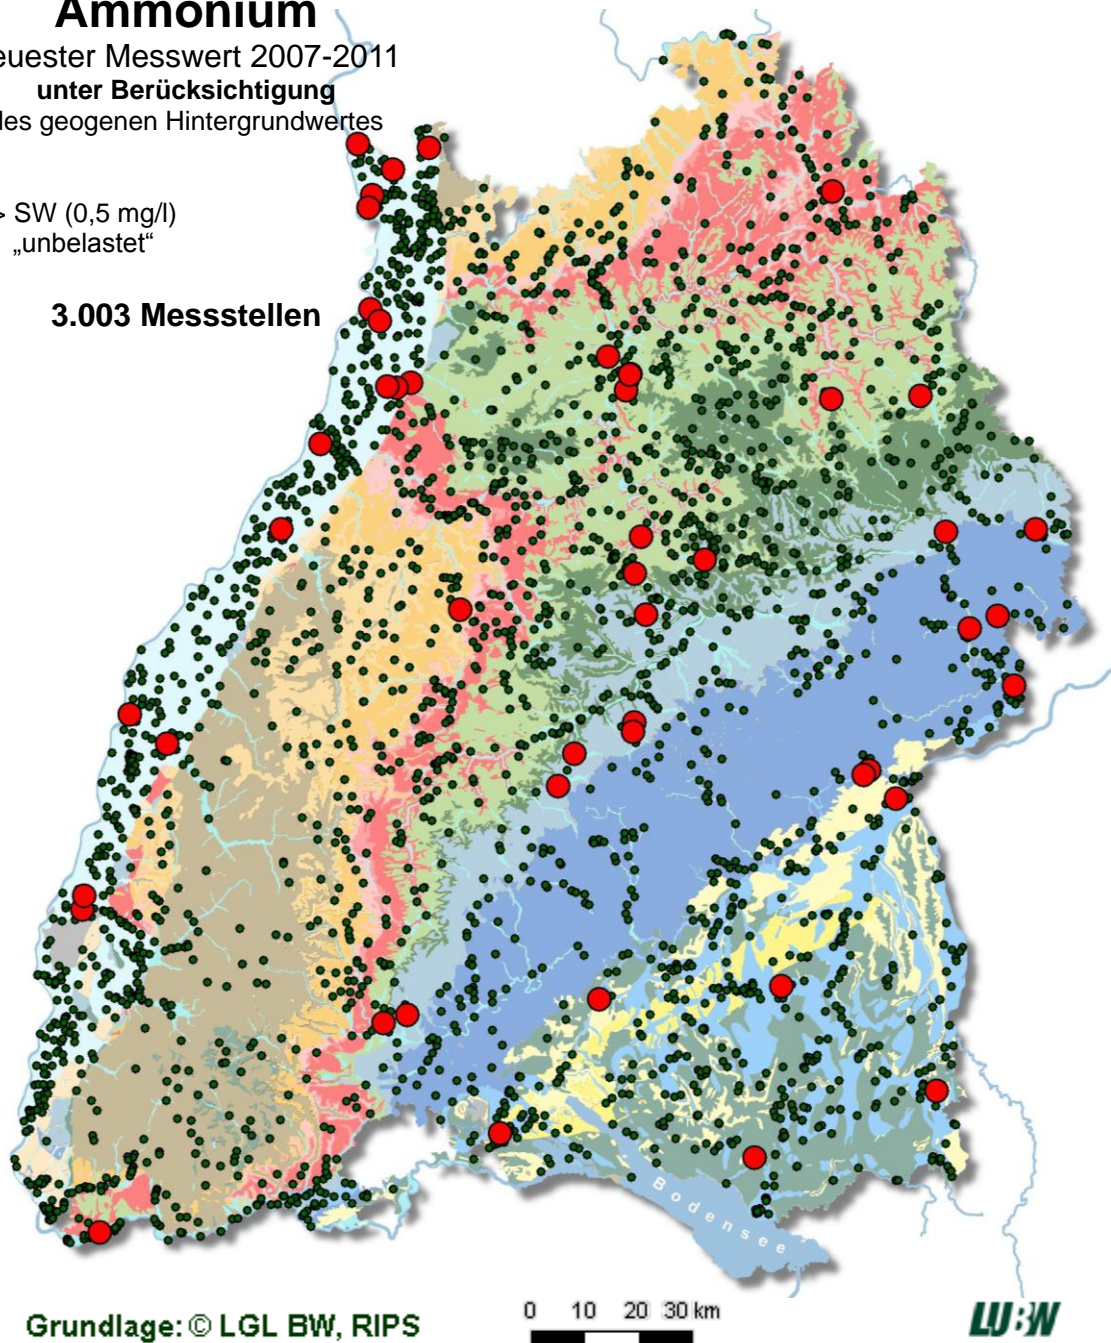 Ammonium
euester Messwert 2007-2011
unter Berücksichtigung
des geogenen Hintergrundwertes
> SW (0,5 mg/l)
„unbelastet“
3.003 Messstellen
Bodensee
0 10 20 30 km
Grundlage: © LGL BW, RIPS
LUBW